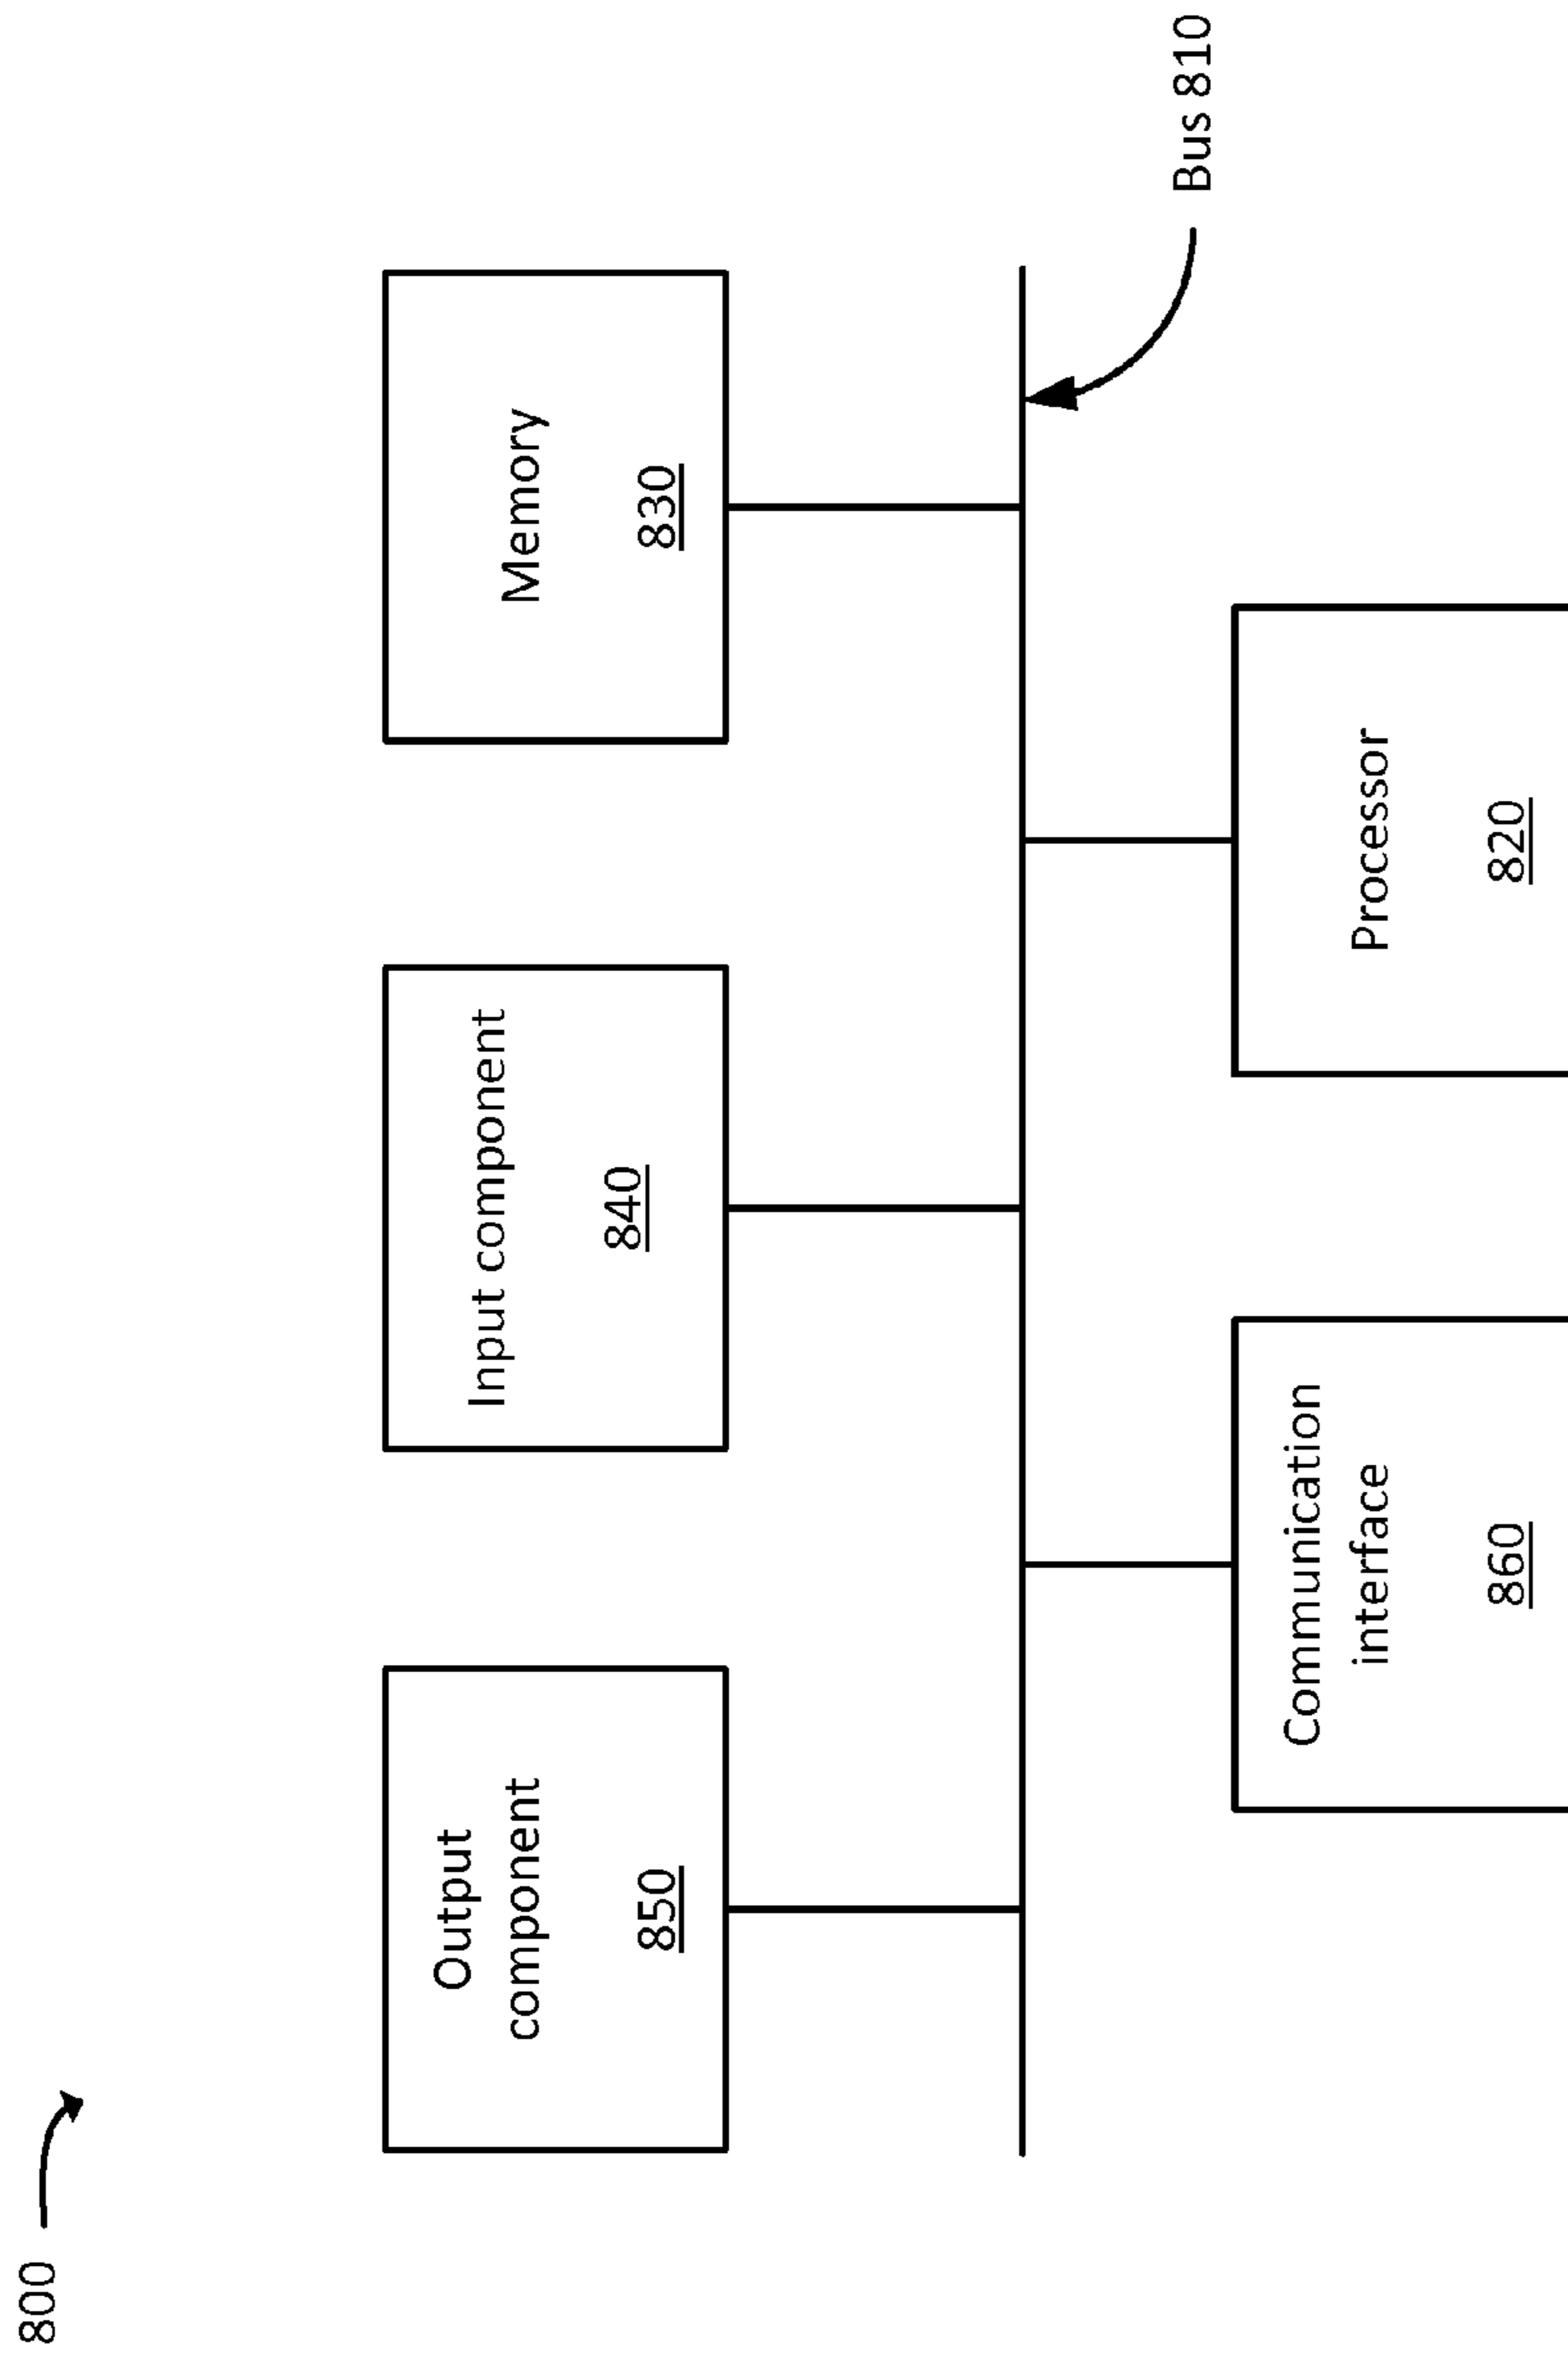 800
Output
component
850
Input component
840
Memory
830
Communication
interface
860
Processor
820
Bus 810